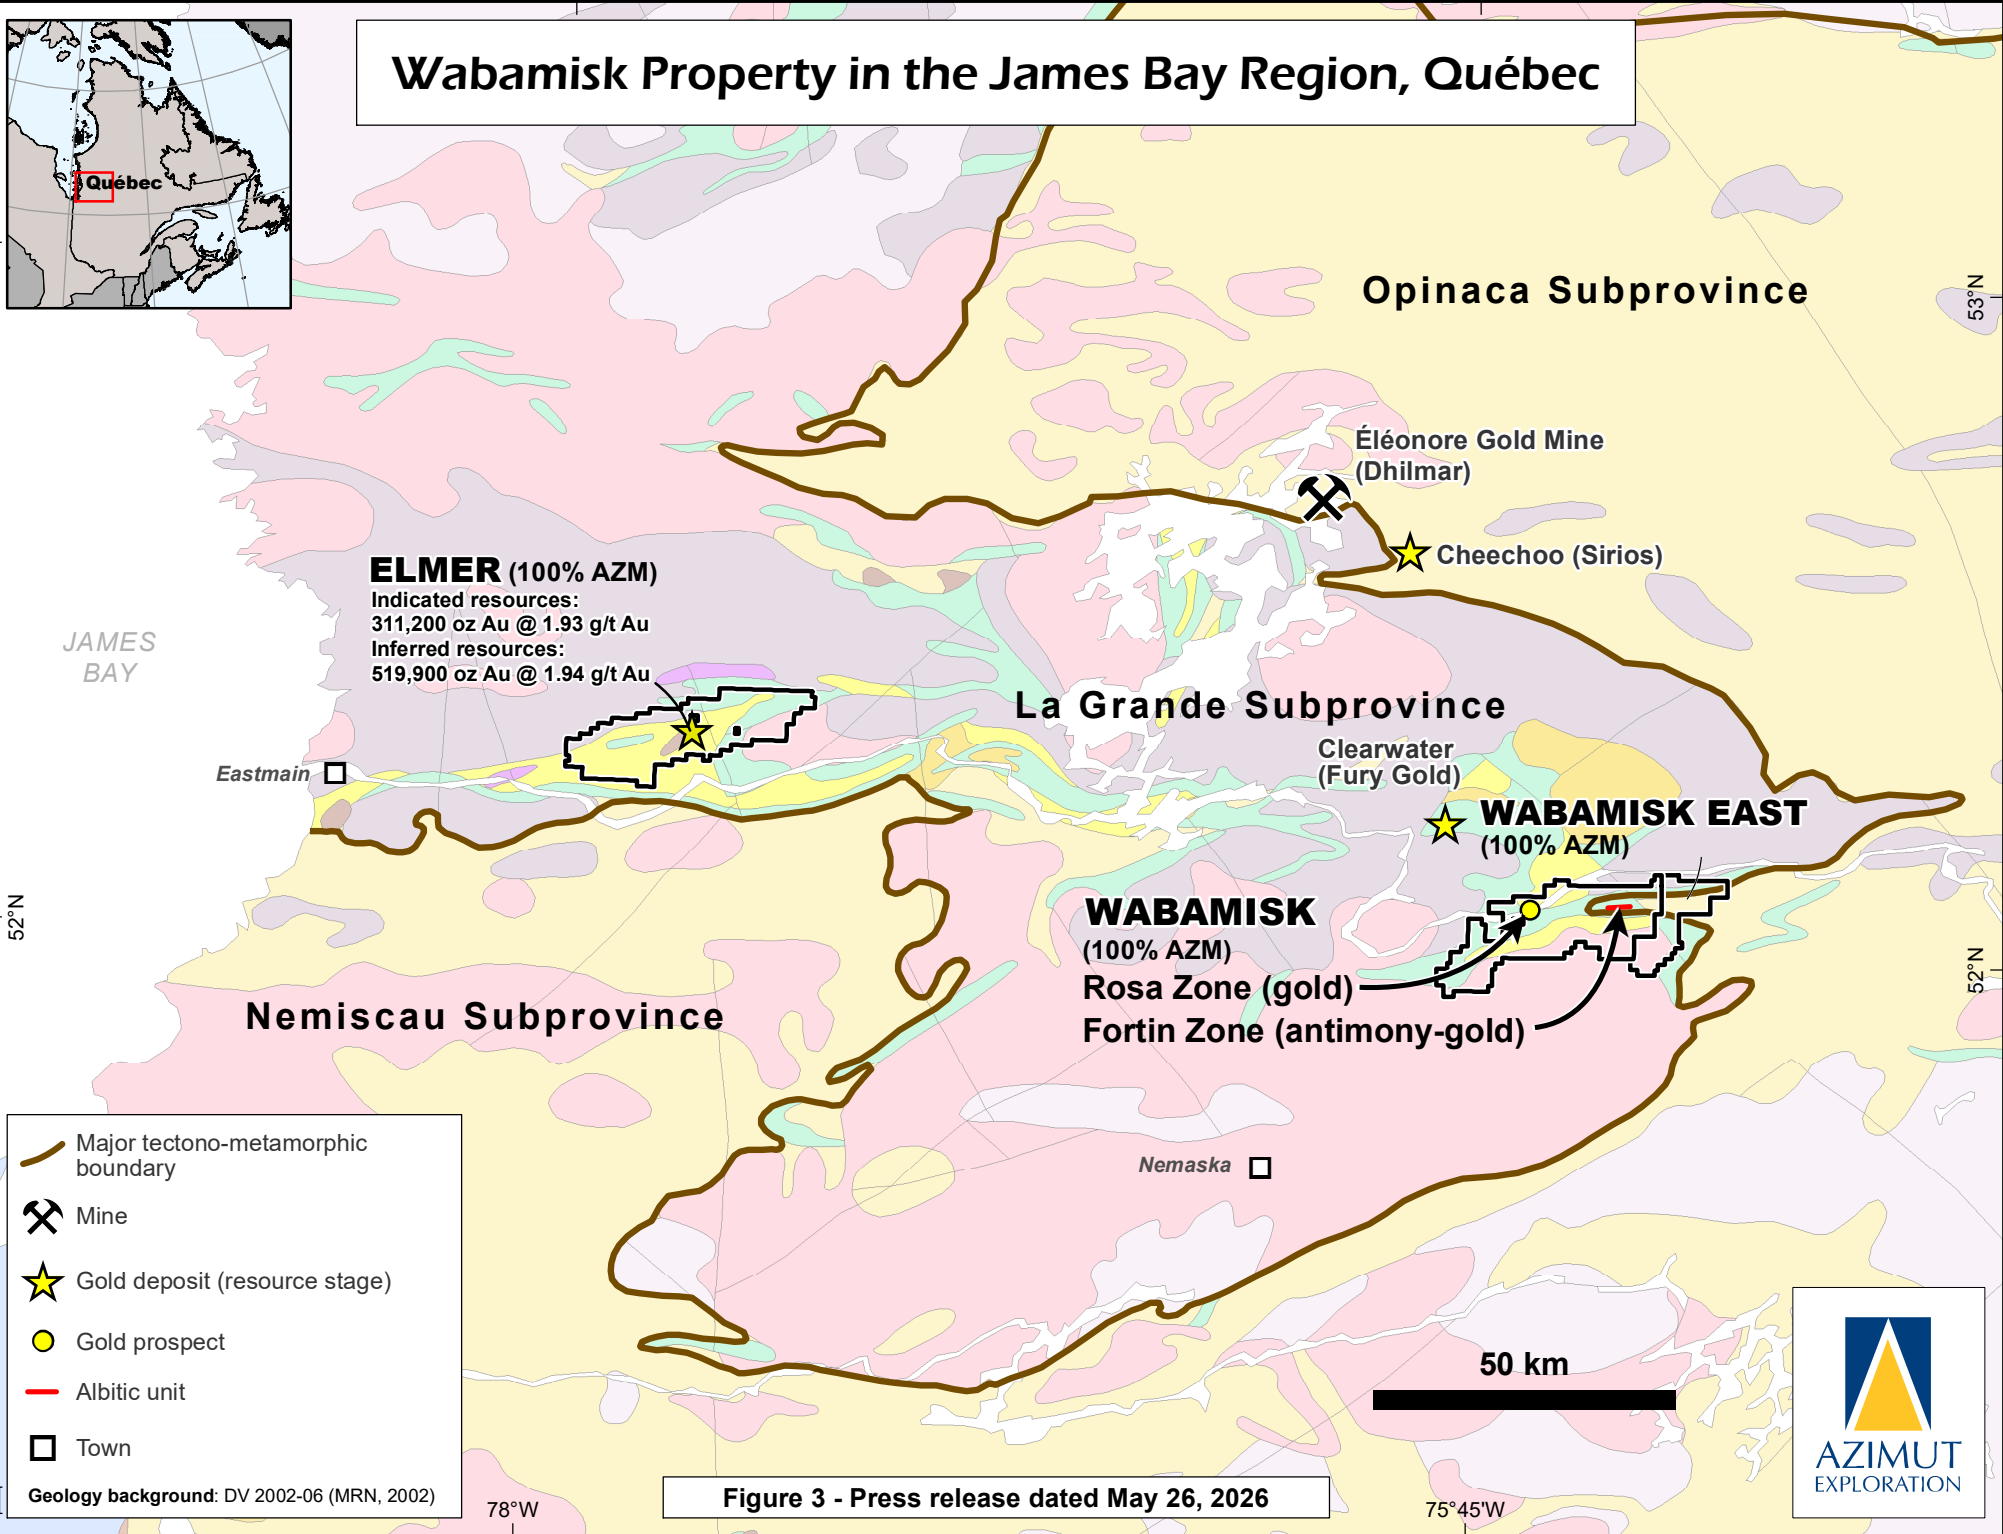 Wabamisk Property in the James Bay Region, Québec
Québec
Opinaca Subprovince
53°N
Éléonore Gold Mine
(Dhilmar)
Cheechoo (Sirios)
ELMER (100% AZM)
Indicated resources:
311,200 oz Au @ 1.93 g/t Au
Inferred resources:
519,900 oz Au @ 1.94 g/t Au
JAMES
BAY
La Grande Subprovince
Clearwater
(Fury Gold)
Eastmain
WABAMISK EAST
(100% AZM)
WABAMISK
(100% AZM)
Rosa Zone (gold)
Fortin Zone (antimony-gold)
52°N
52°N
Nemiscau Subprovince
Nemaska
Major tectono-metamorphic
boundary
Mine
Gold deposit (resource stage)
Gold prospect
Albitic unit
Town
Geology background: DV 2002-06 (MRN, 2002)
50 km
78°W
Figure 3 - Press release dated May 26, 2026
75°45'W
AZIMUT
EXPLORATION